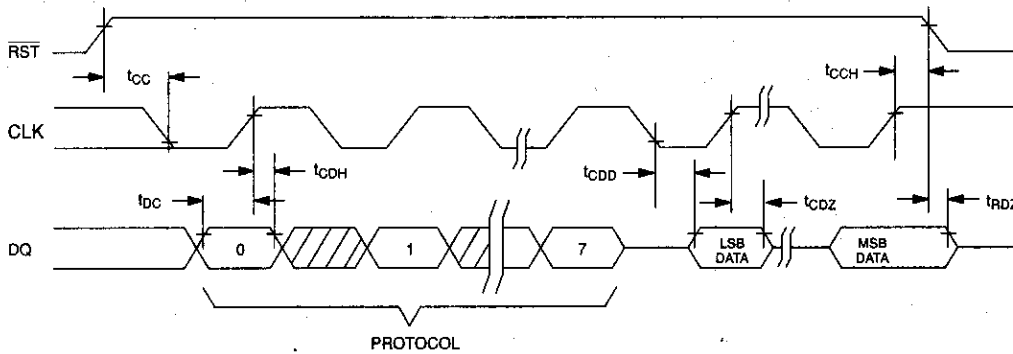 RST
tCC
tCCH
CLK
tCDH
tCDD
tDC
tCDZ
tRDZ
DQ
0
1
7
LSB
DATA
MSB
DATA
PROTOCOL